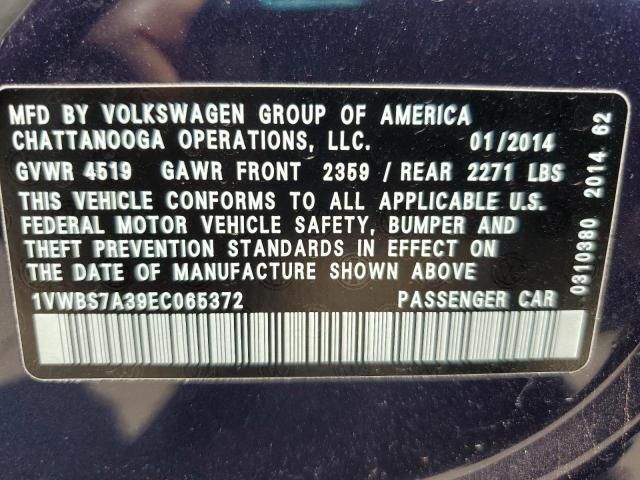 MFD BY VOLKSWAGEN GROUP OF AMERICA
CHATTANOOGA OPERATIONS, LLC. 01/2014
GVWR 4519 GAWR FRONT 2359 / REAR 2271 LBS
THIS VEHICLE CONFORMS TO ALL APPLICABLE U.S.
FEDERAL MOTOR VEHICLE SAFETY, BUMPER AND
THEFT PREVENTION STANDARDS IN EFFECT ON
THE DATE OF MANUFACTURE SHOWN ABOVE
1VWBS7A39EC065372 PASSENGER CAR
0310380 2014 62